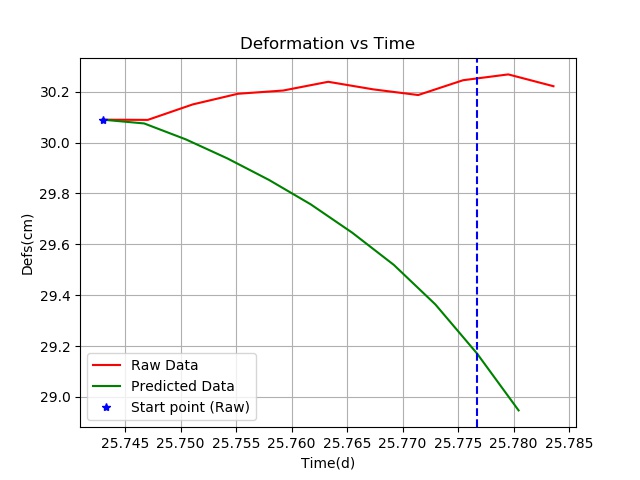 Deformation vs Time
Defs(cm)
30.2
30.0
29.8
29.6
29.4
29.2
29.0
Raw Data
Predicted Data
Start point (Raw)
25.745 25.750 25.755 25.760 25.765 25.770 25.775 25.780 25.785
Time(d)